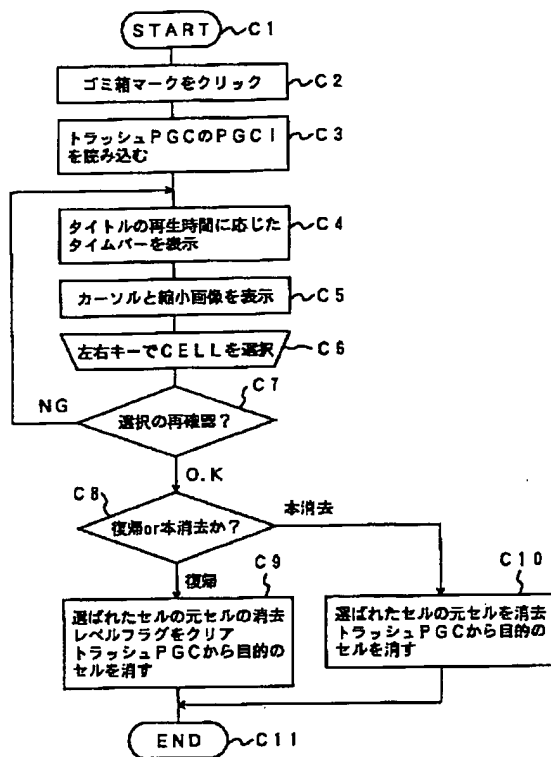 START
C1
ゴミ箱マークをクリック
C2
トラッシュPGCのPGCI
を読み込む
C3
タイトルの再生時間に応じた
タイムバーを表示
C4
カーソルと縮小画像を表示
C5
左右キーでCELLを選択
C6
C7
NG
選択の再確認?
O.K
C8
復帰or本消去か?
本消去
復帰
C9
選ばれたセルの元セルの消去
レベルフラグをクリア
トラッシュPGCから目的の
セルを消す
C10
選ばれたセルの元セルを消去
トラッシュPGCから目的の
セルを消す
END
C11